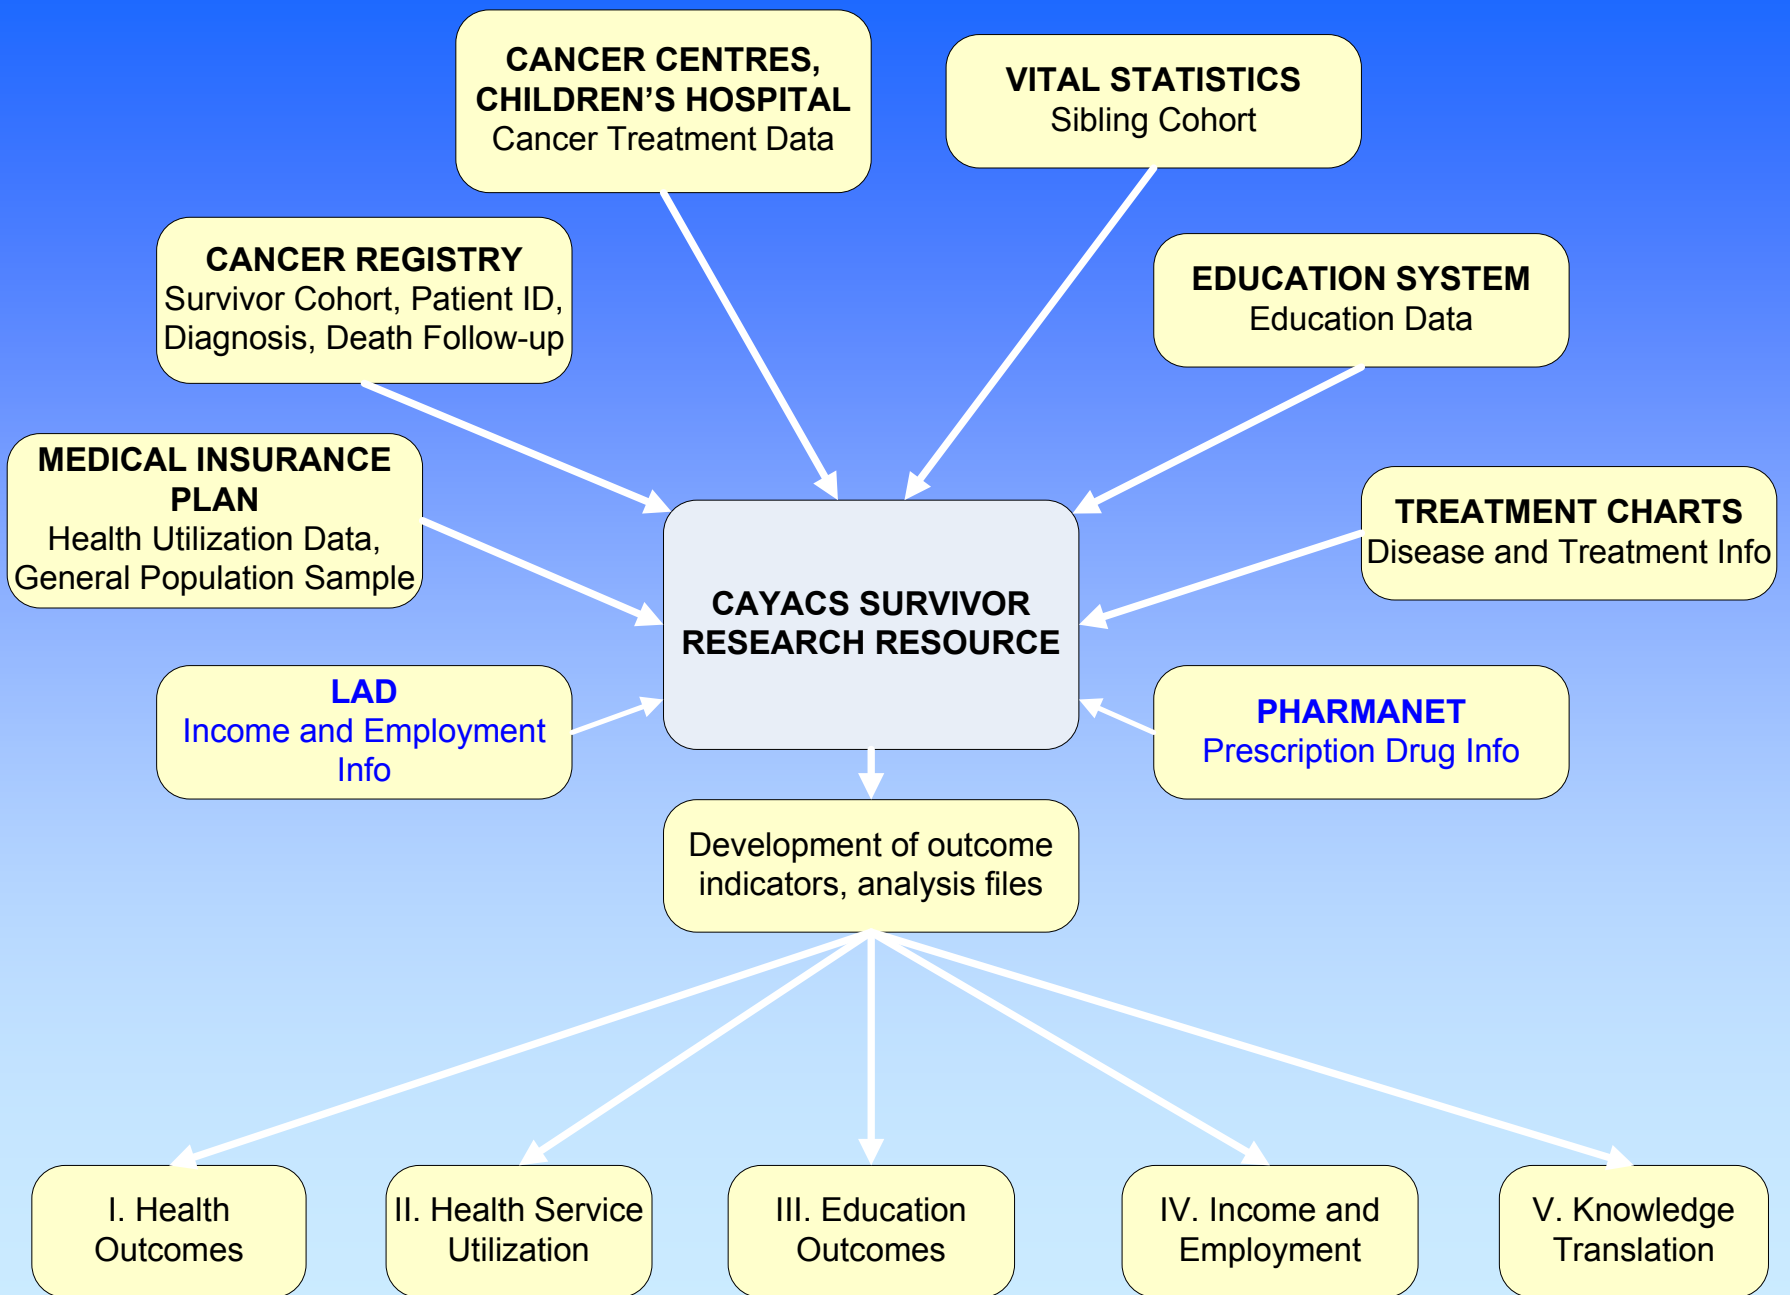 CANCER CENTRES,
CHILDREN'S HOSPITAL
Cancer Treatment Data
VITAL STATISTICS
Sibling Cohort
CANCER REGISTRY
Survivor Cohort, Patient ID,
Diagnosis, Death Follow-up
EDUCATION SYSTEM
Education Data
MEDICAL INSURANCE
PLAN
Health Utilization Data,
General Population Sample
TREATMENT CHARTS
Disease and Treatment Info
CAYACS SURVIVOR
RESEARCH RESOURCE
LAD
Income and Employment
Info
PHARMANET
Prescription Drug Info
Development of outcome
indicators, analysis files
I. Health
Outcomes
II. Health Service
Utilization
III. Education
Outcomes
IV. Income and
Employment
V. Knowledge
Translation